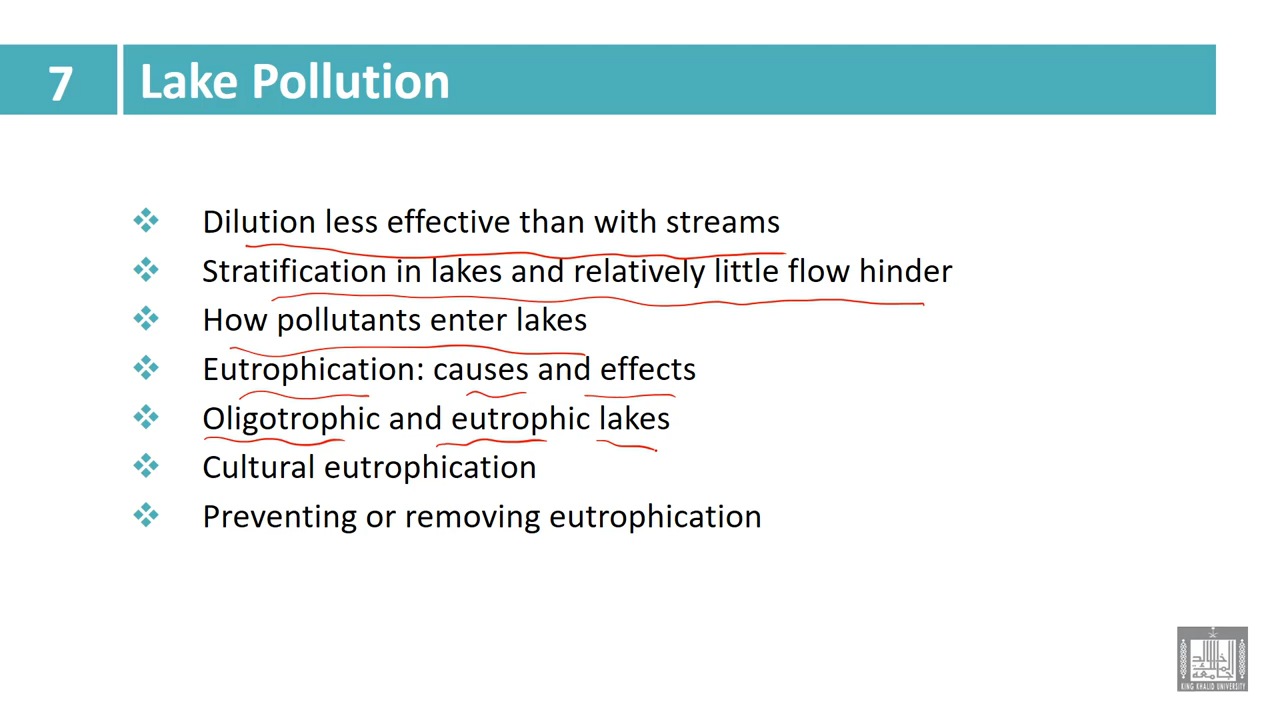 7
Lake Pollution
Dilution less effective than with streams
Stratification in lakes and relatively little flow hinder
How pollutants enter lakes
Eutrophication: causes and effects
Oligotrophic and eutrophic lakes
Cultural eutrophication
Preventing or removing eutrophication
KING KHALID UNIVERSITY